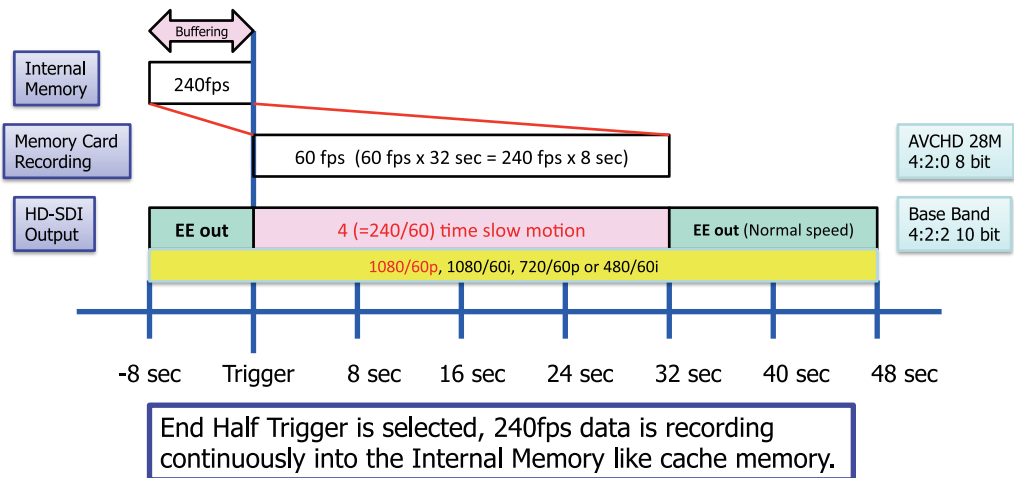 Buffering
Internal
Memory
240fps
Memory Card
Recording
60 fps  (60 fps x 32 sec = 240 fps x 8 sec)
AVCHD 28M
4:2:0 8 bit
HD-SDI
Output
EE out
4 (=240/60) time slow motion
EE out (Normal speed)
Base Band
4:2:2 10 bit
1080/60p, 1080/60i, 720/60p or 480/60i
-8 sec
Trigger
8 sec
16 sec
24 sec
32 sec
40 sec
48 sec
End Half Trigger is selected, 240fps data is recording
continuously into the Internal Memory like cache memory.